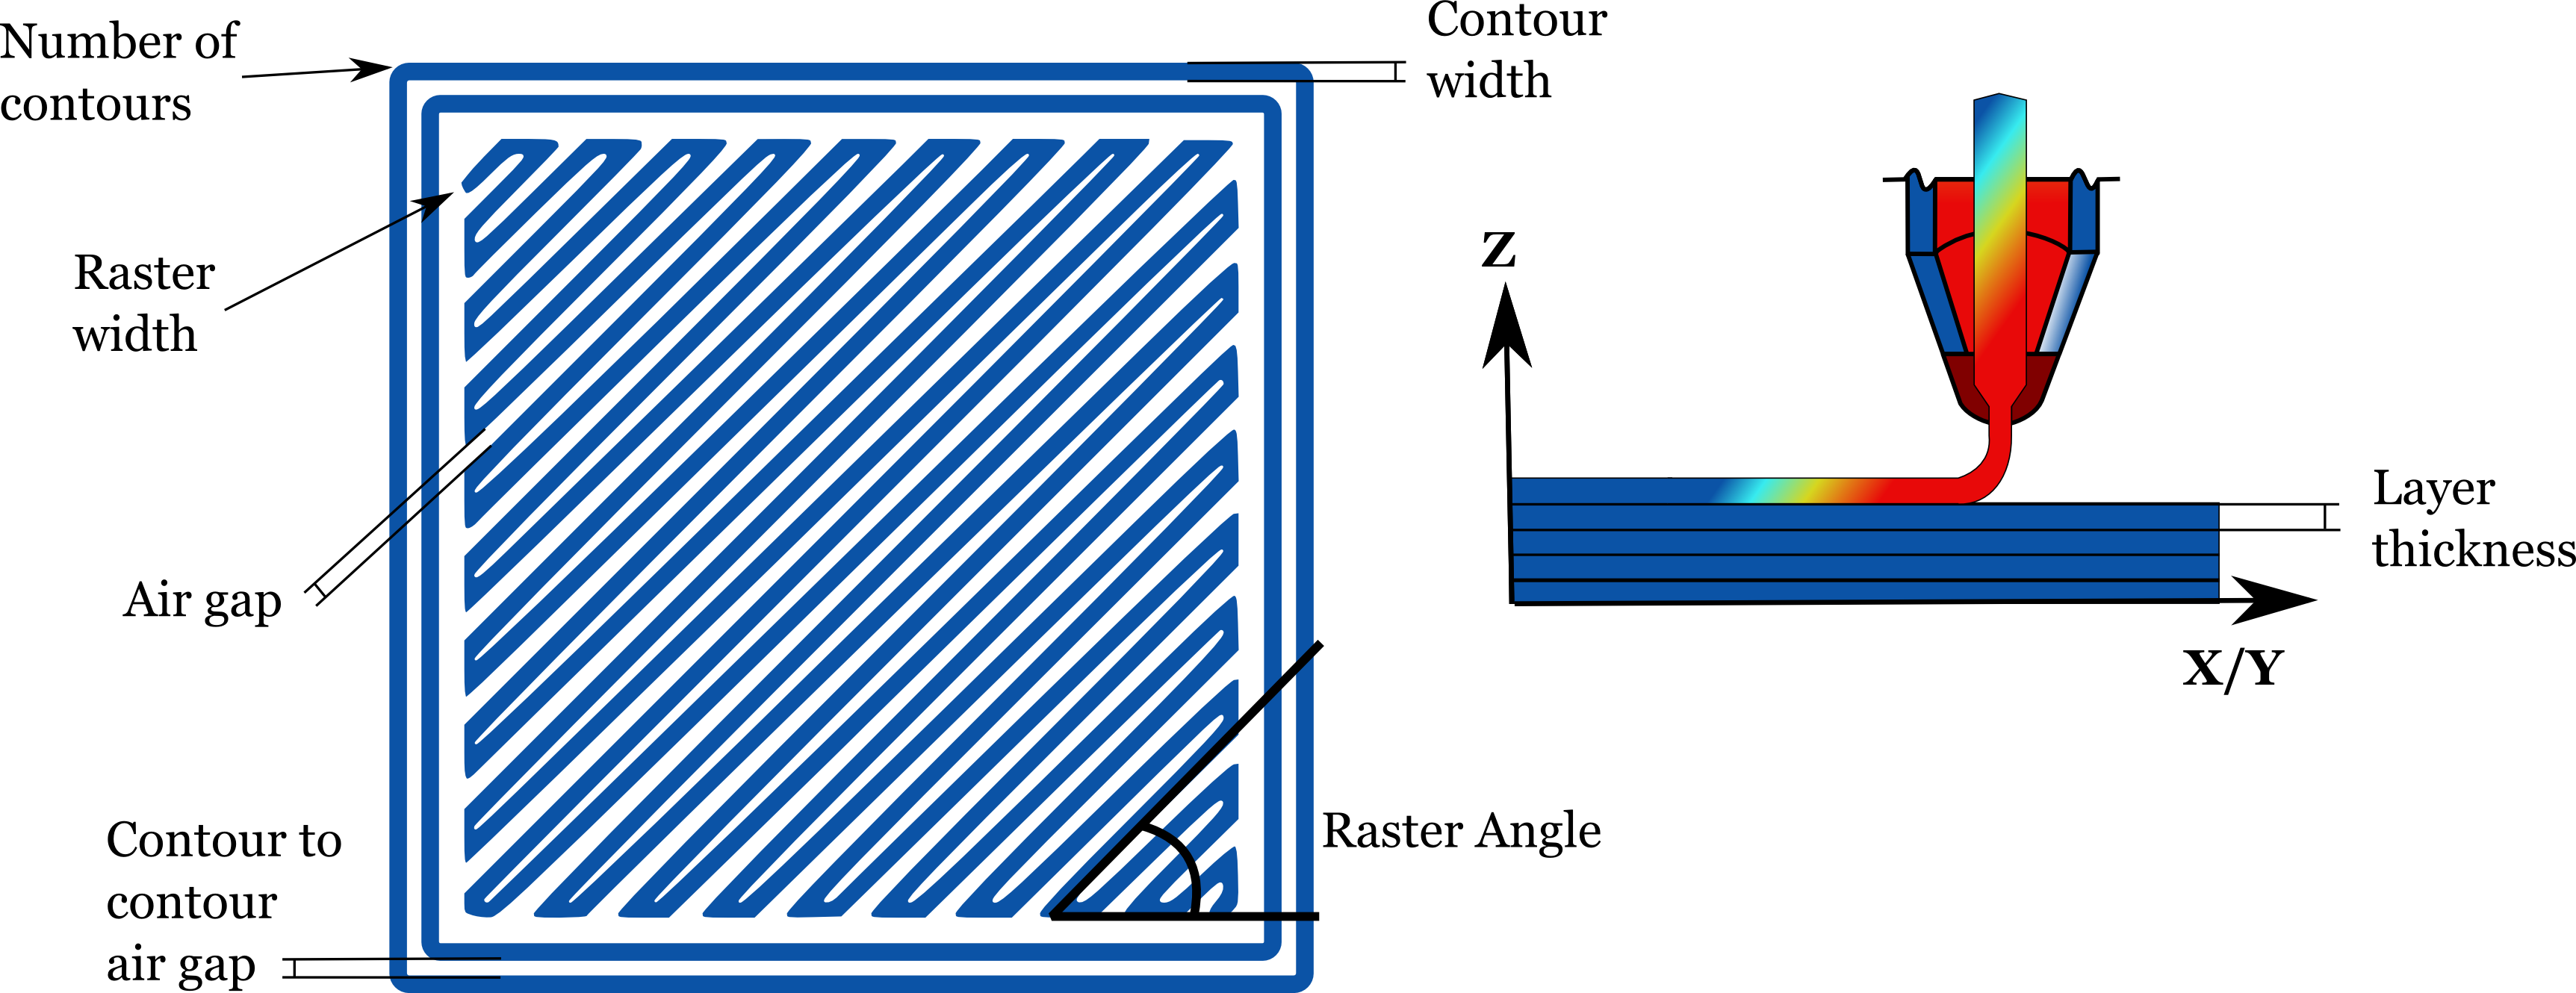 Number of
contours
Raster
width
Air gap
Contour to
contour
air gap
Contour
width
Raster Angle
Z
X/Y
Layer
thickness